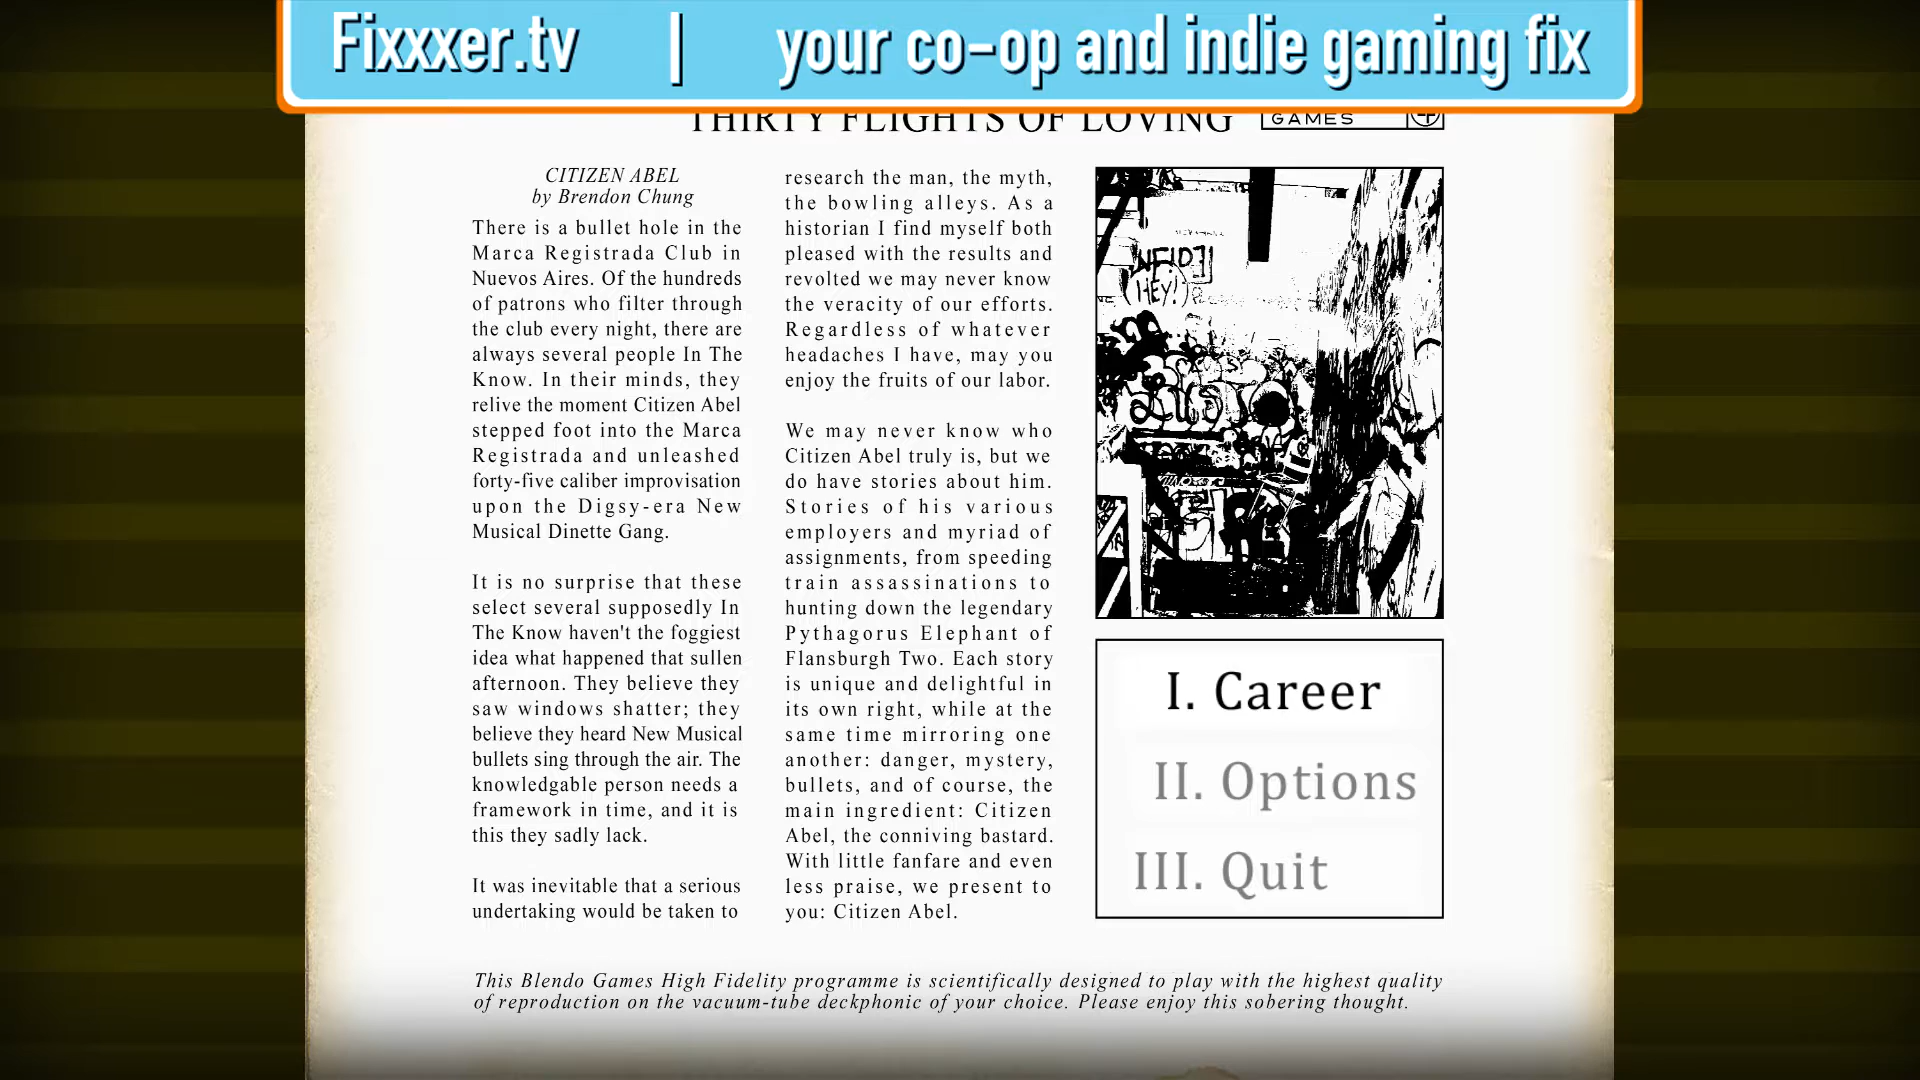 Fixxxer.tv | your co-op and indie gaming fix
THIRTY FLIGHTS OF LOVING
GAMES
CITIZEN ABEL
by Brendon Chung
There is a bullet hole in the
Marca Registrada Club in
Nuevos Aires. Of the hundreds
of patrons who filter through
the club every night, there are
always several people In The
Know. In their minds, they
relive the moment Citizen Abel
stepped foot into the Marca
Registrada and unleashed
forty-five caliber improvisation
upon the Digsy-era New
Musical Dinette Gang.
It is no surprise that these
select several supposedly In
The Know haven't the foggiest
idea what happened that sullen
afternoon. They believe they
saw windows shatter; they
believe they heard New Musical
bullets sing through the air. The
knowledgable person needs a
framework in time, and it is
this they sadly lack.
It was inevitable that a serious
undertaking would be taken to
research the man, the myth,
the bowling alleys. As a
historian I find myself both
pleased with the results and
revolted we may never know
the veracity of our efforts.
Regardless of whatever
headaches I have, may you
enjoy the fruits of our labor.
We may never know who
Citizen Abel truly is, but we
do have stories about him.
Stories of his various
employers and myriad of
assignments, from speeding
train assassinations to
hunting down the legendary
Pythagorus Elephant of
Flansburgh Two. Each story
is unique and delightful in
its own right, while at the
same time mirroring one
another: danger, mystery,
bullets, and of course, the
main ingredient: Citizen
Abel, the conniving bastard.
With little fanfare and even
less praise, we present to
you: Citizen Abel.
HEY!
I. Career
II. Options
III. Quit
This Blendo Games High Fidelity programme is scientifically designed to play with the highest quality
of reproduction on the vacuum-tube deckphonic of your choice. Please enjoy this sobering thought.